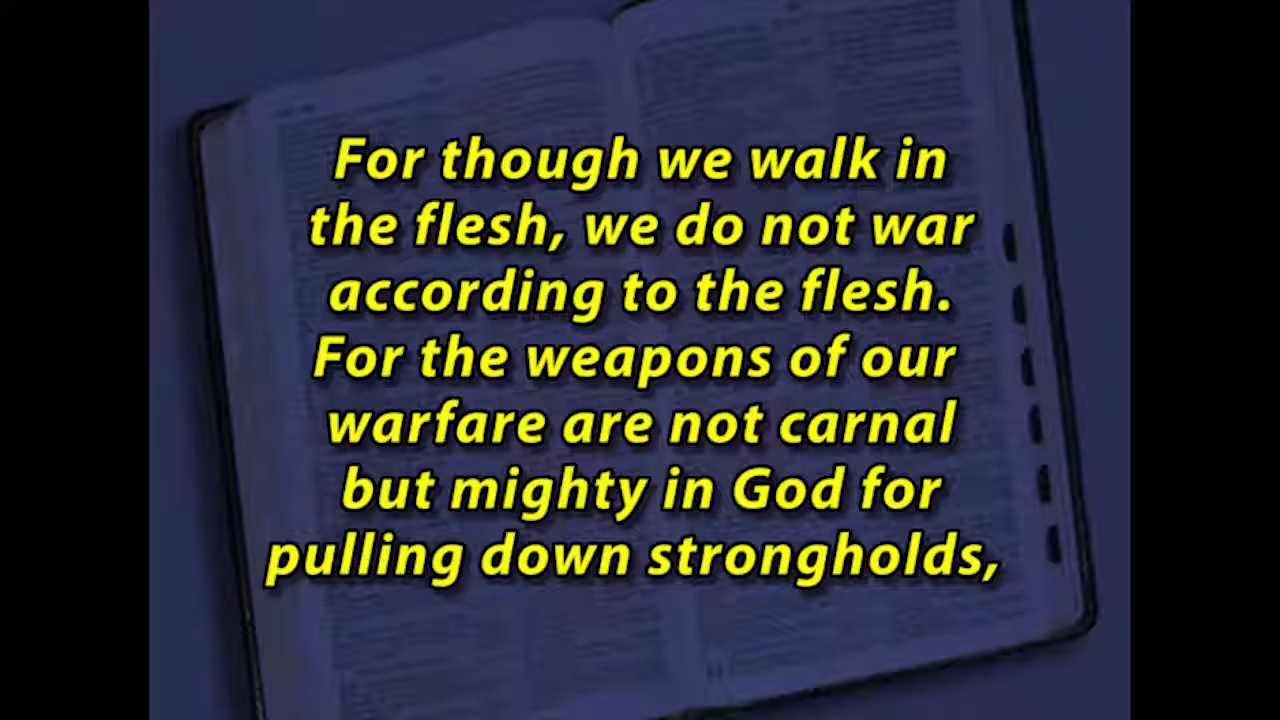 For though we walk in
the flesh, we do not war
according to the flesh.
For the weapons of our
warfare are not carnal
but mighty in God for
pulling down strongholds,